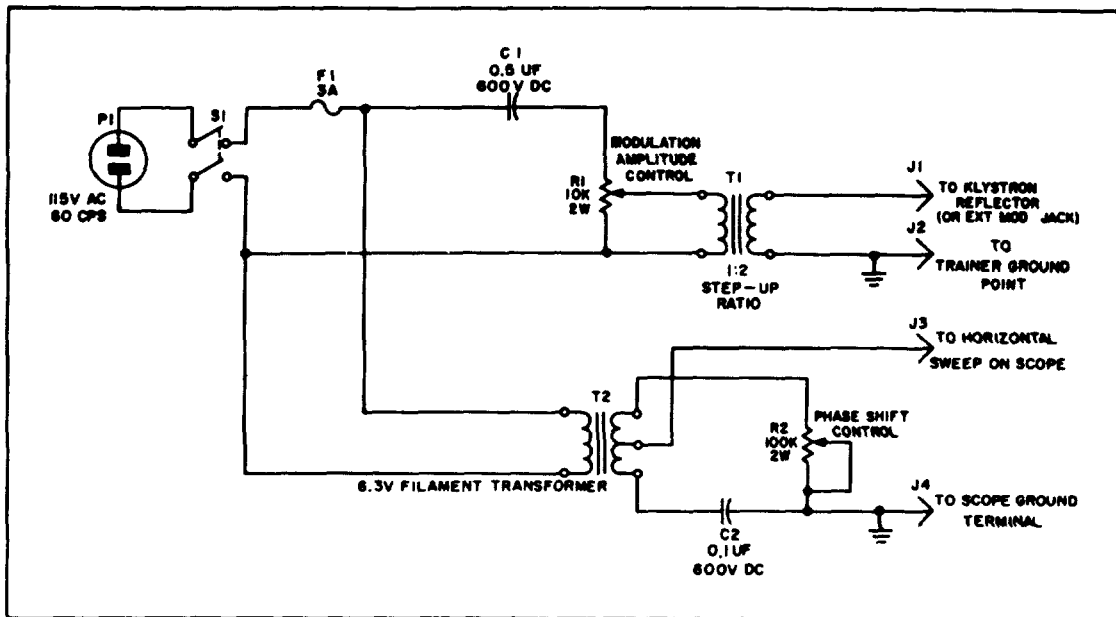 P1
115V AC
60 CPS
S1
F1
3A
C1
0.5 UF
600V DC
R1
10K
2W
MODULATION
AMPLITUDE
CONTROL
T1
1:2
STEP-UP
RATIO
J1
TO KLYSTRON
REFLECTOR
(OR EXT MOD JACK)
J2
TO
TRAINER GROUND
POINT
J3
TO HORIZONTAL
SWEEP ON SCOPE
T2
6.3V FILAMENT TRANSFORMER
R2
100K
2W
PHASE SHIFT
CONTROL
C2
0.1 UF
600V DC
J4
TO SCOPE GROUND
TERMINAL